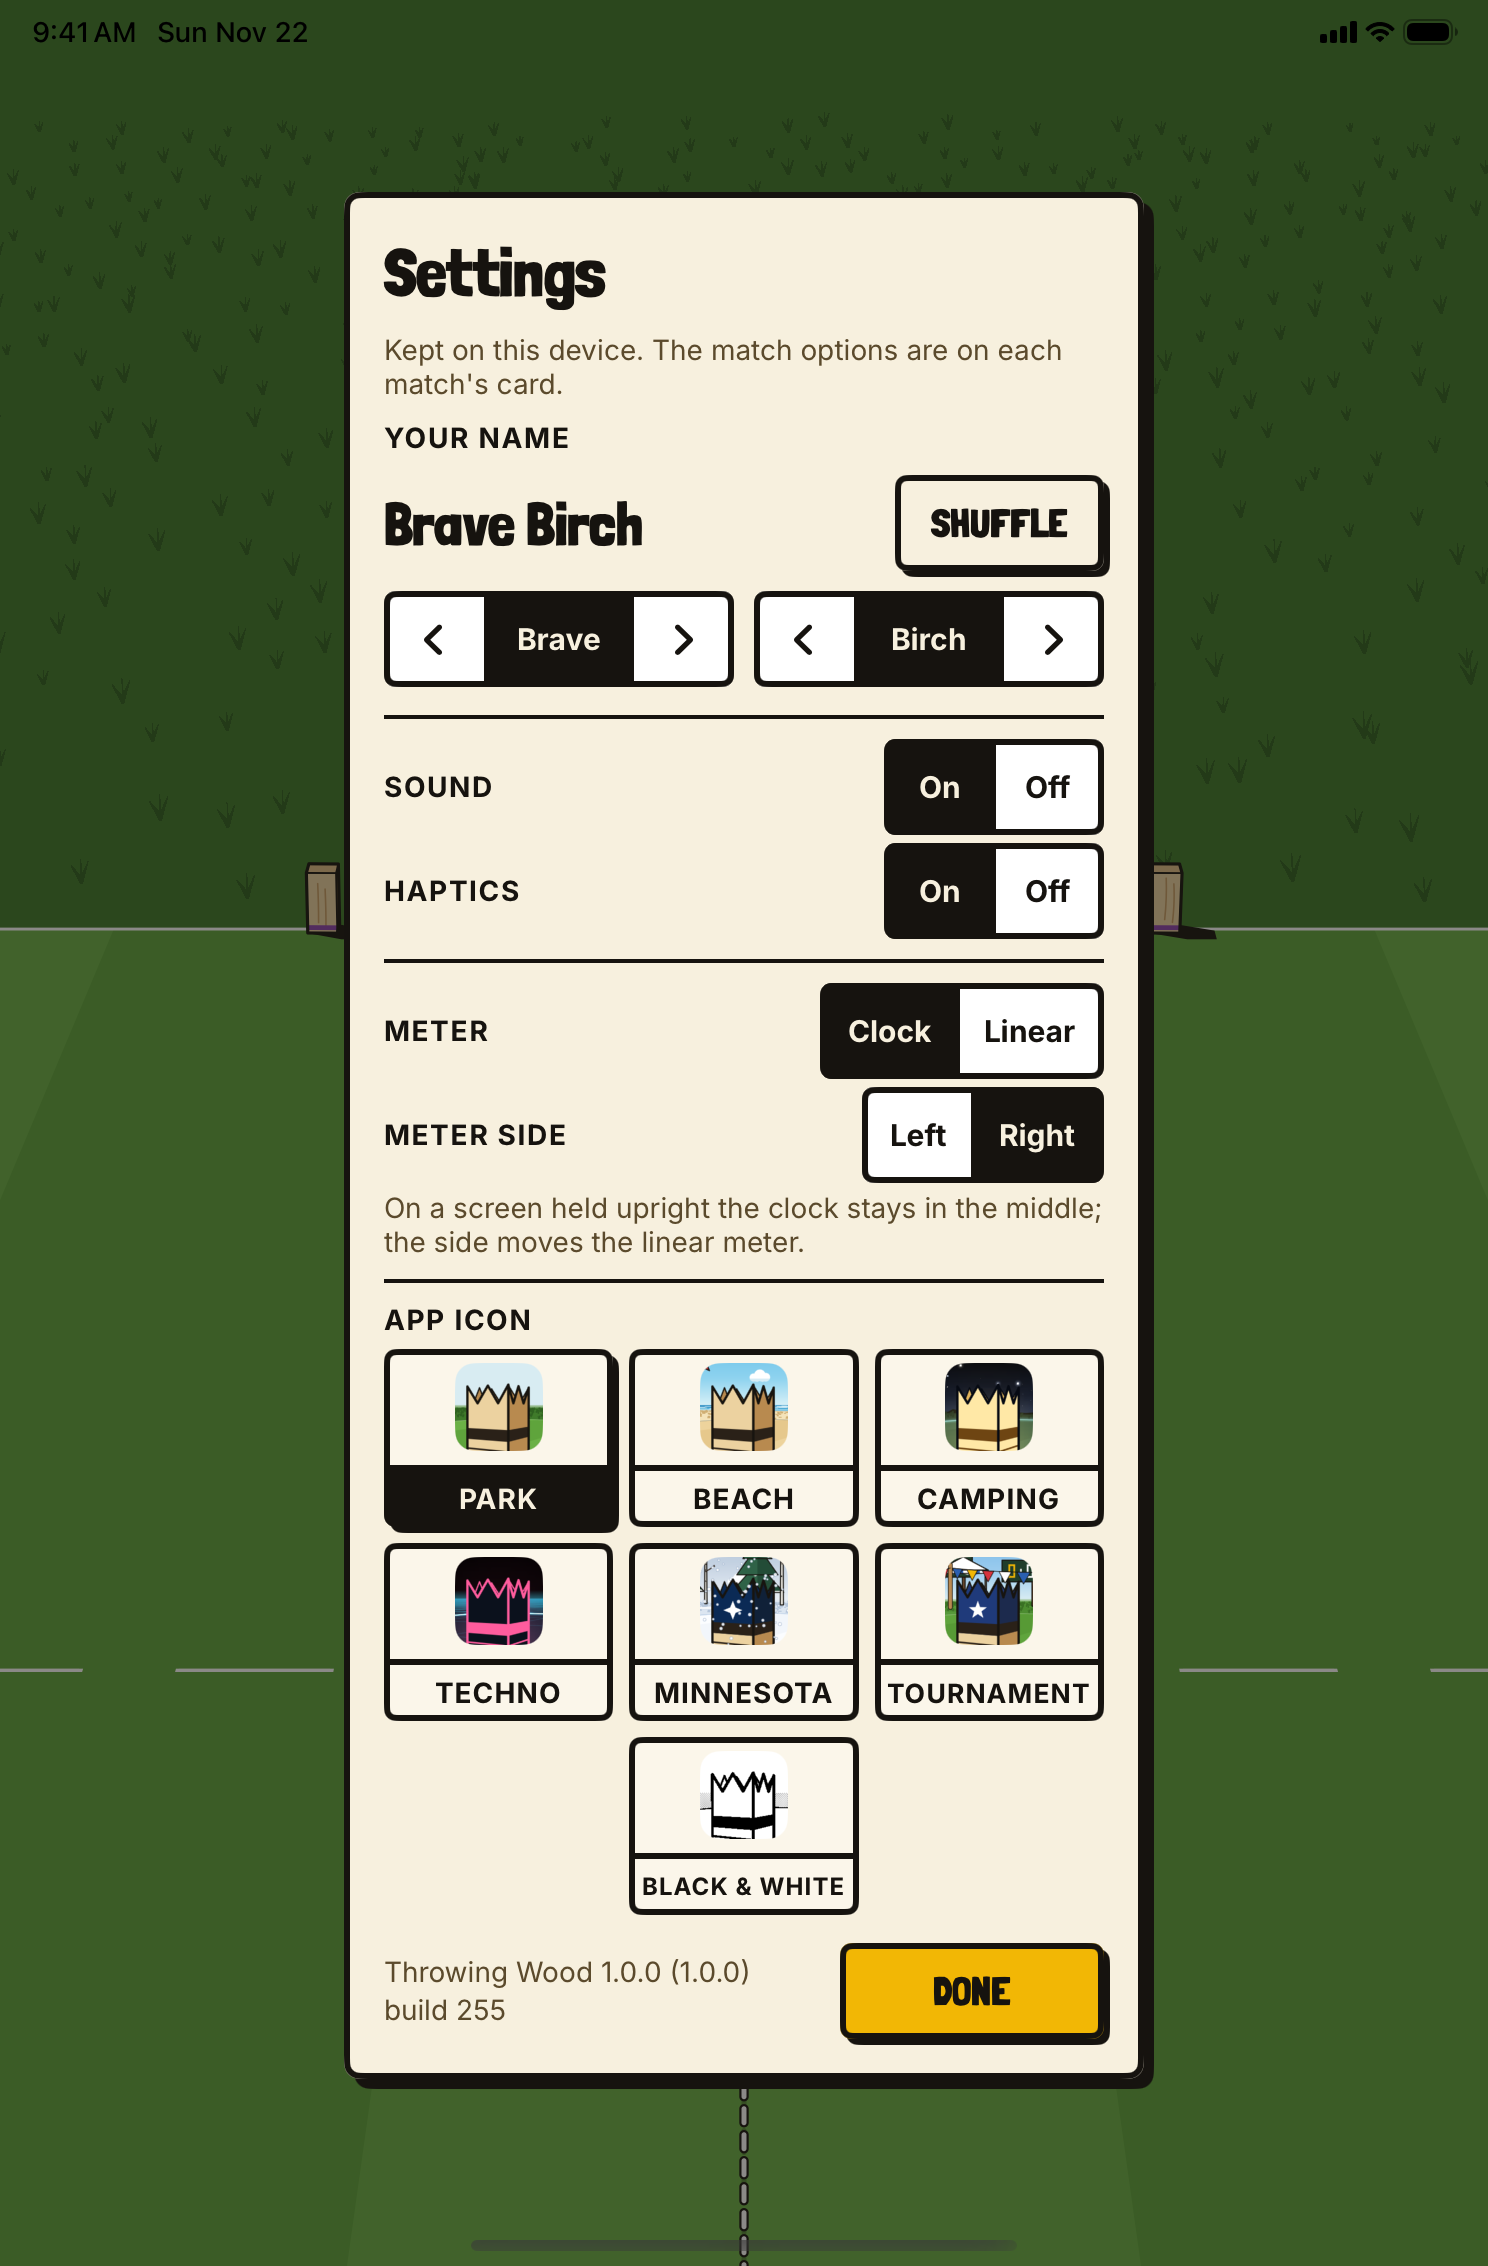 9:41 AM Sun Nov 22
Settings
Kept on this device. The match options are on each
match's card.
YOUR NAME
Brave Birch
SHUFFLE
Brave
Birch
SOUND
On
Off
HAPTICS
On
Off
METER
Clock
Linear
METER SIDE
Left
Right
On a screen held upright the clock stays in the middle;
the side moves the linear meter.
APP ICON
PARK
BEACH
CAMPING
TECHNO
MINNESOTA
TOURNAMENT
BLACK & WHITE
Throwing Wood 1.0.0 (1.0.0)
build 255
DONE